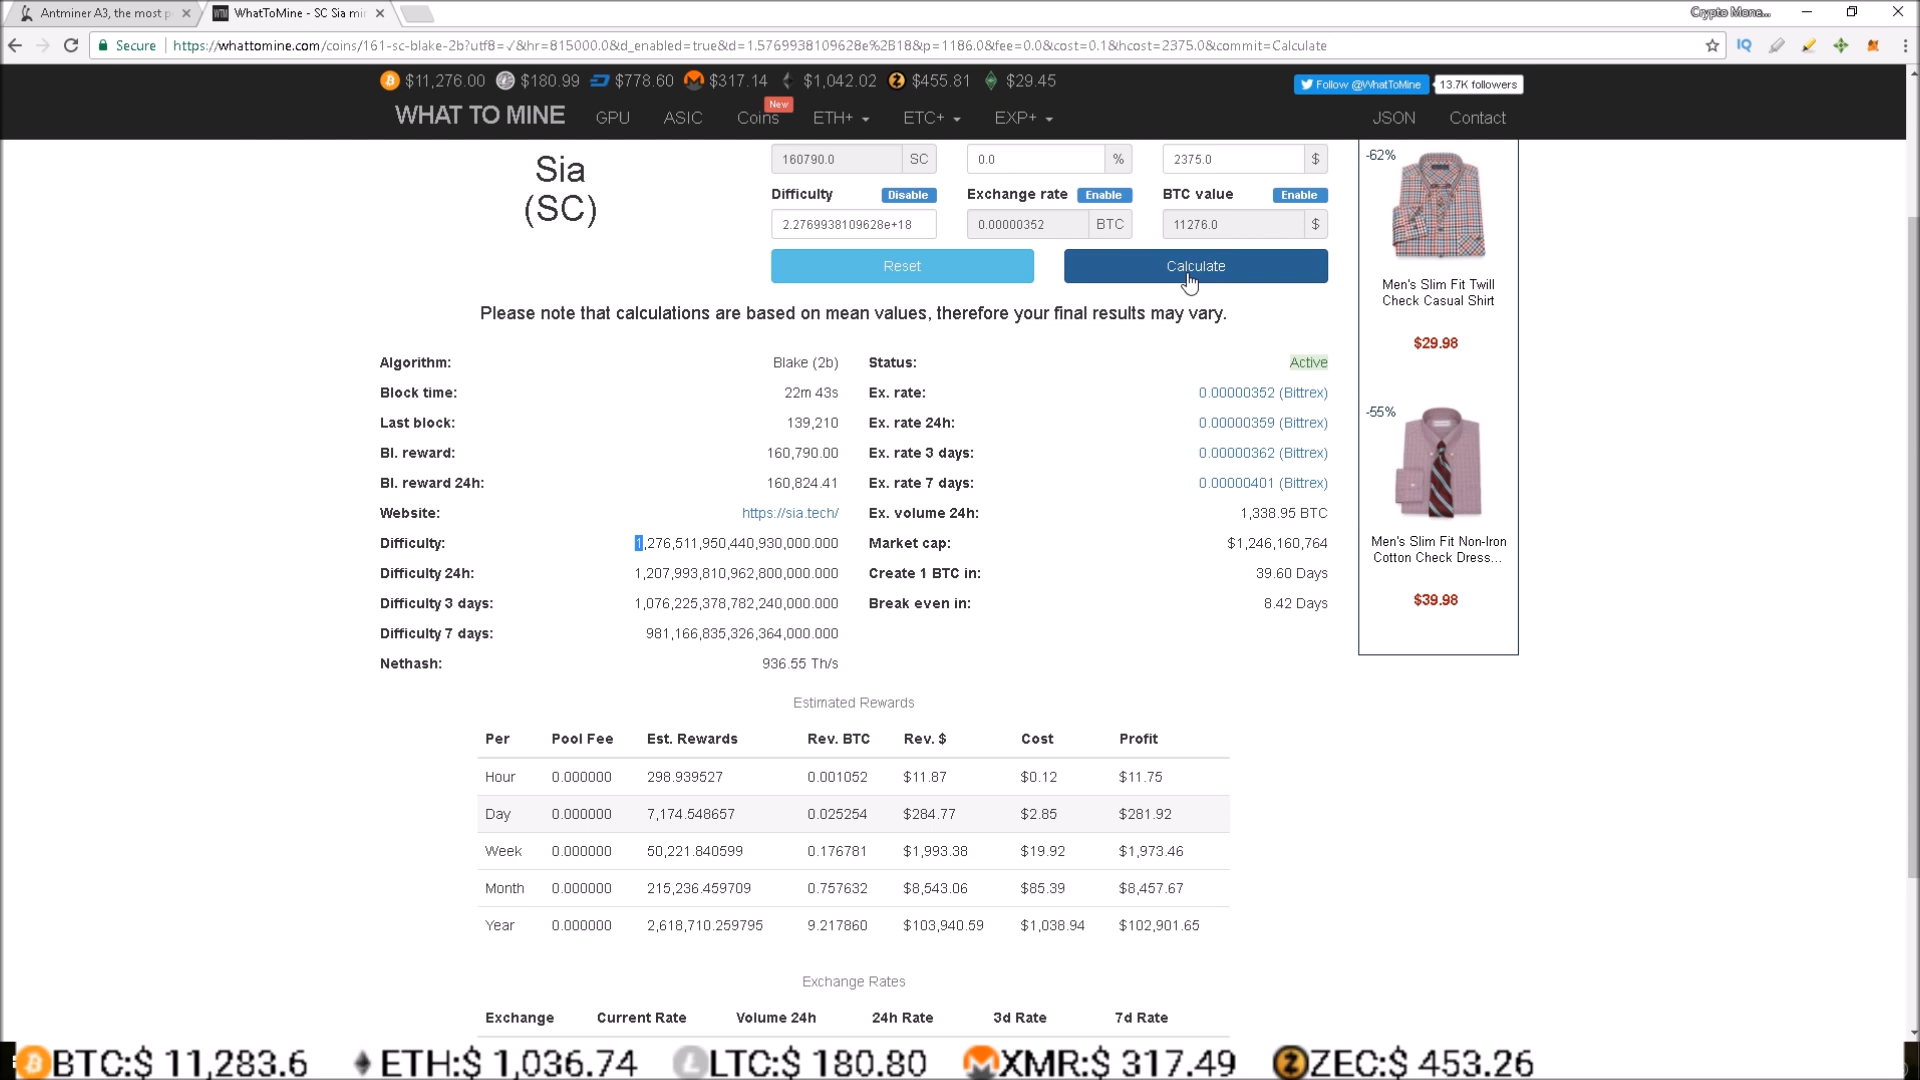 Antminer A3, the most p
WhatToMine - SC Sia mi
Crypto Mone...
Secure
https://whattomine.com/coins/161-sc-blake-2b?utf8=✓&hr=815000.0&d_enabled=true&d=1.5769938109628e%2B18&p=1186.0&fee=0.0&cost=0.1&hcost=2375.0&commit=Calculate
$11,276.00 $180.99 $778.60 $317.14 $1,042.02 $455.81 $29.45
Follow @WhatToMine 13.7K followers
WHAT TO MINE GPU ASIC Coins New ETH+ ETC+ EXP+ JSON Contact
Sia
(SC)
160790.0 SC 0.0 % 2375.0 $
Difficulty Disable Exchange rate Enable BTC value Enable
2.2769938109628e+18 0.00000352 BTC 11276.0 $
Reset Calculate
Please note that calculations are based on mean values, therefore your final results may vary.
Algorithm: Blake (2b) Status: Active
Block time: 22m 43s Ex. rate: 0.00000352 (Bittrex)
Last block: 139,210 Ex. rate 24h: 0.00000359 (Bittrex)
Bl. reward: 160,790.00 Ex. rate 3 days: 0.00000362 (Bittrex)
Bl. reward 24h: 160,824.41 Ex. rate 7 days: 0.00000401 (Bittrex)
Website: https://sia.tech/ Ex. volume 24h: 1,338.95 BTC
Difficulty: 1,276,511,950,440,930,000.000 Market cap: $1,246,160,764
Difficulty 24h: 1,207,993,810,962,800,000.000 Create 1 BTC in: 39.60 Days
Difficulty 3 days: 1,076,225,378,782,240,000.000 Break even in: 8.42 Days
Difficulty 7 days: 981,166,835,326,364,000.000
Nethash: 936.55 Th/s
Estimated Rewards
Per Pool Fee Est. Rewards Rev. BTC Rev. $ Cost Profit
Hour 0.000000 298.939527 0.001052 $11.87 $0.12 $11.75
Day 0.000000 7,174.548657 0.025254 $284.77 $2.85 $281.92
Week 0.000000 50,221.840599 0.176781 $1,993.38 $19.92 $1,973.46
Month 0.000000 215,236.459709 0.757632 $8,543.06 $85.39 $8,457.67
Year 0.000000 2,618,710.259795 9.217860 $103,940.59 $1,038.94 $102,901.65
Exchange Rates
Exchange Current Rate Volume 24h 24h Rate 3d Rate 7d Rate
-62%
Men's Slim Fit Twill
Check Casual Shirt
$29.98
-55%
Men's Slim Fit Non-Iron
Cotton Check Dress...
$39.98
BTC:$ 11,283.6 ETH:$ 1,036.74 LTC:$ 180.80 XMR:$ 317.49 ZEC:$ 453.26